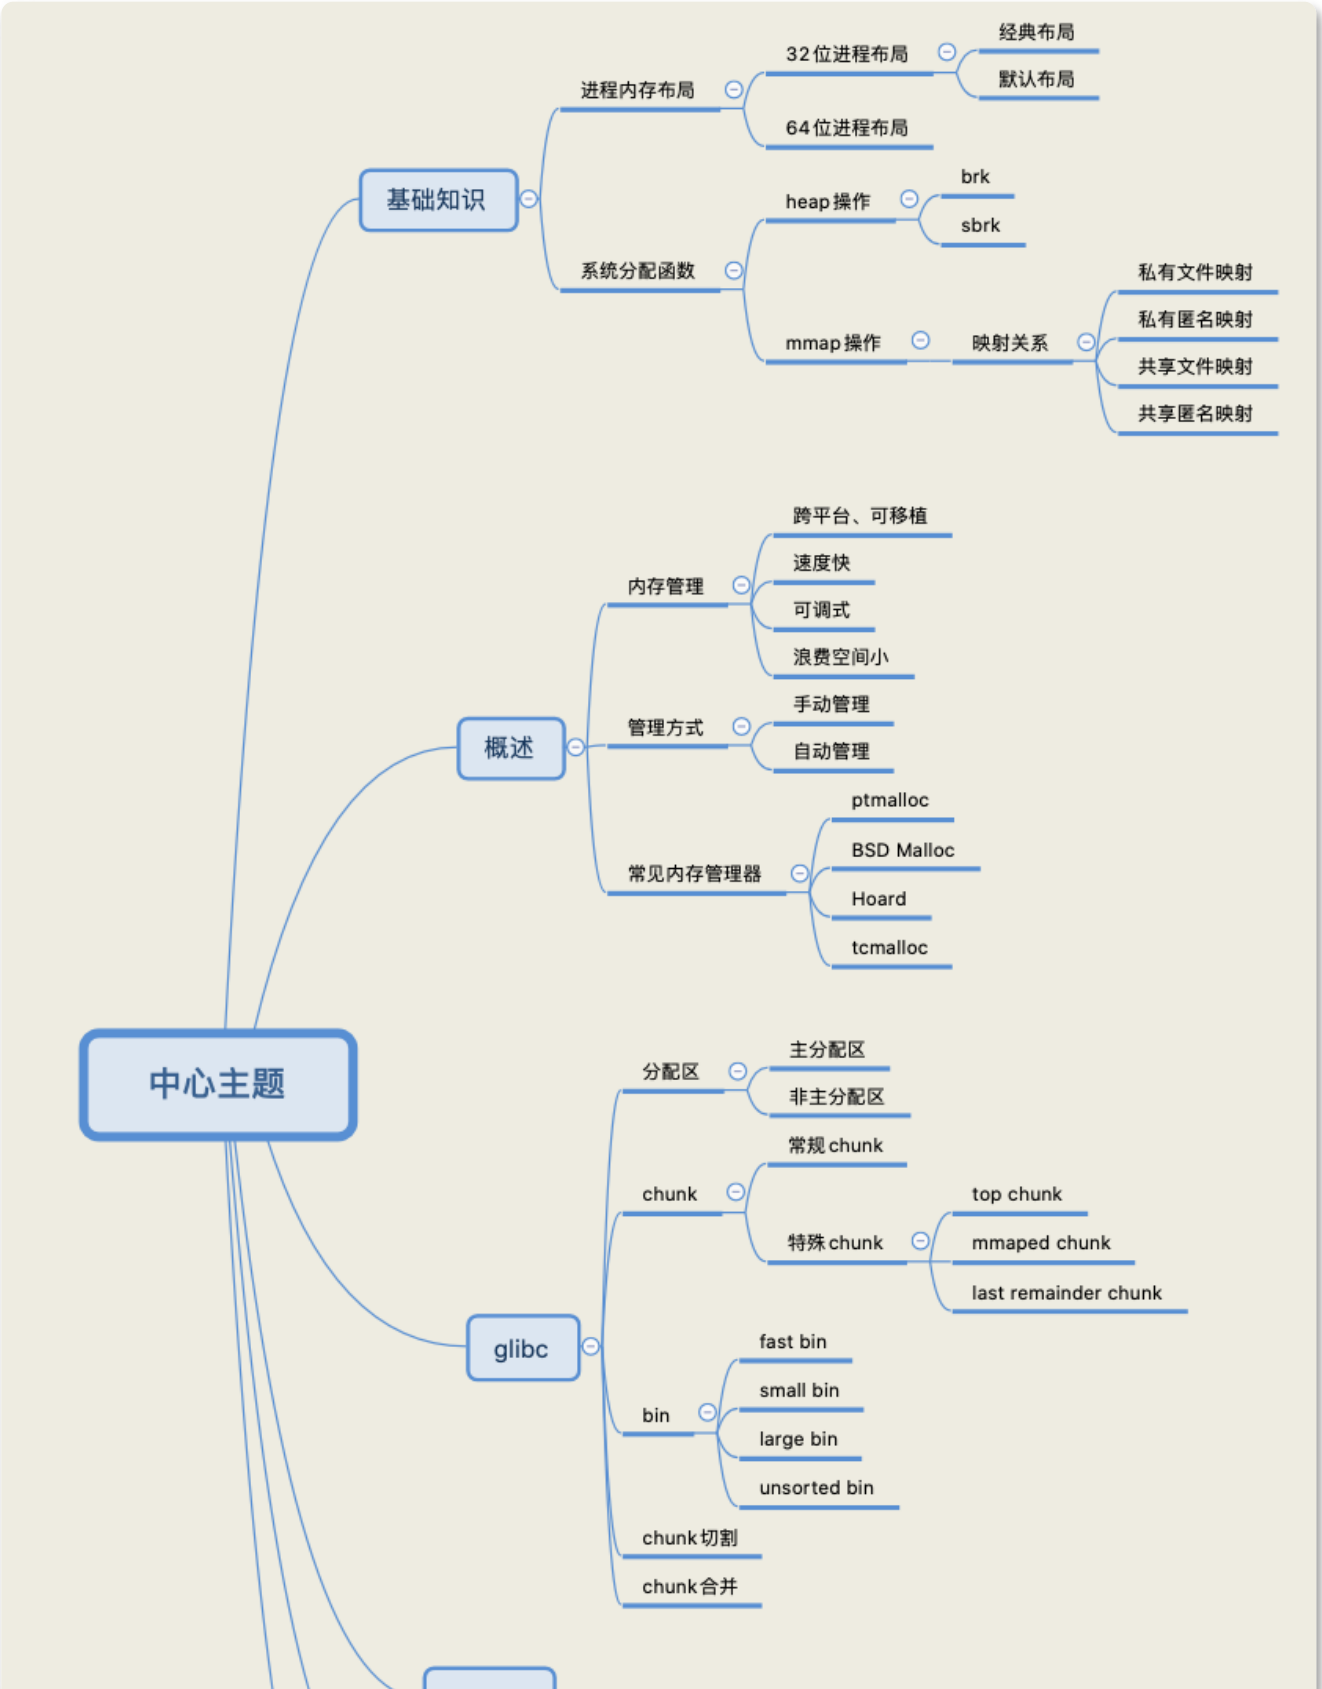 中心主题
基础知识
进程内存布局
32位进程布局
经典布局
默认布局
64位进程布局
系统分配函数
heap操作
brk
sbrk
mmap操作
映射关系
私有文件映射
私有匿名映射
共享文件映射
共享匿名映射
概述
内存管理
跨平台、可移植
速度快
可调式
浪费空间小
管理方式
手动管理
自动管理
常见内存管理器
ptmalloc
BSD Malloc
Hoard
tcmalloc
glibc
分配区
主分配区
非主分配区
chunk
常规chunk
特殊chunk
top chunk
mmaped chunk
last remainder chunk
bin
fast bin
small bin
large bin
unsorted bin
chunk切割
chunk合并